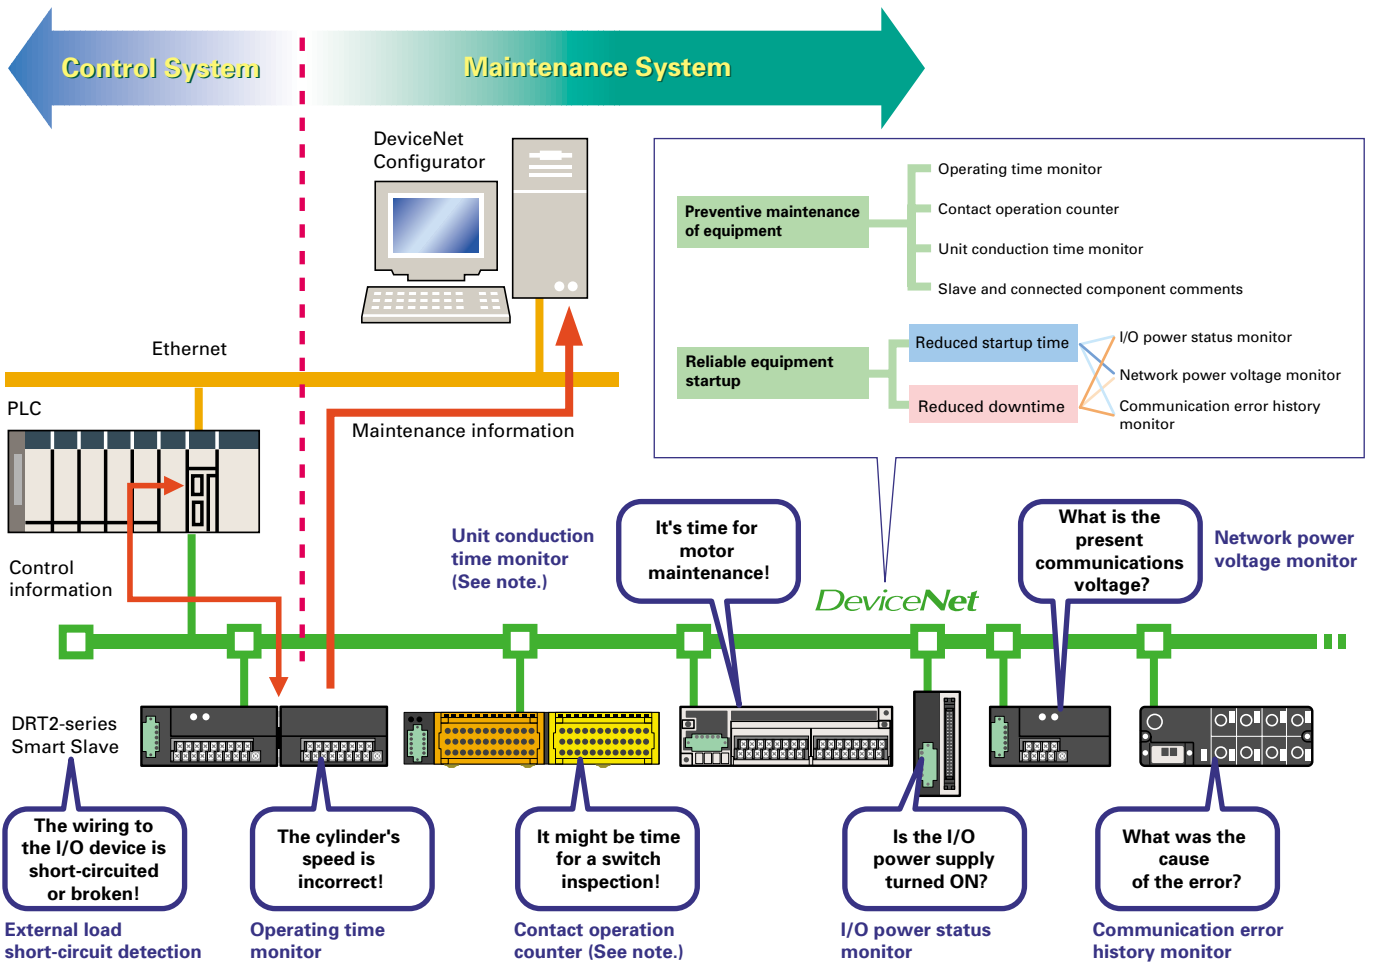 Control System
Maintenance System
DeviceNet
Configurator
Operating time monitor
Preventive maintenance
of equipment
Contact operation counter
Unit conduction time monitor
Slave and connected component comments
Ethernet
Reduced startup time
I/O power status monitor
Reliable equipment
startup
Network power voltage monitor
Reduced downtime
Communication error history
monitor
PLC
Maintenance information
Unit conduction
time monitor
(See note.)
It's time for
motor
maintenance!
What is the
present
communications
voltage?
Network power
voltage monitor
Control
information
DeviceNet
DRT2-series
Smart Slave
The wiring to
the I/O device is
short-circuited
or broken!
The cylinder's
speed is
incorrect!
It might be time
for a switch
inspection!
Is the I/O
power supply
turned ON?
What was the
cause
of the error?
External load
short-circuit detection
Operating time
monitor
Contact operation
counter (See note.)
I/O power status
monitor
Communication error
history monitor